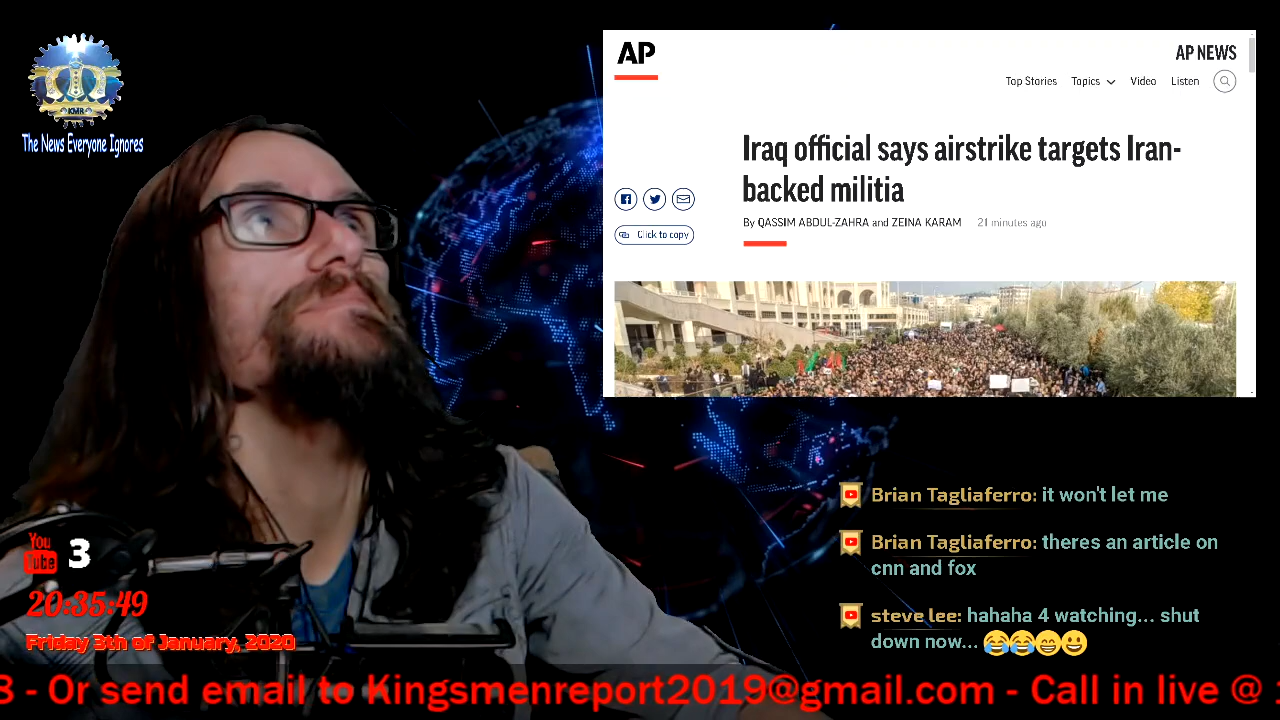 KMR
The News Everyone Ignores
AP
AP NEWS
Top Stories Topics Video Listen
Iraq official says airstrike targets Iran-
backed militia
By QASSIM ABDUL-ZAHRA and ZEINA KARAM 21 minutes ago
Click to copy
Brian Tagliaferro: it won't let me
Brian Tagliaferro: theres an article on
cnn and fox
steve lee: hahaha 4 watching... shut
down now... 😂😂😁😃
You
Tube 3
20:35:49
Friday 3th of January, 2020
8 - Or send email to Kingsmenreport2019@gmail.com - Call in live @